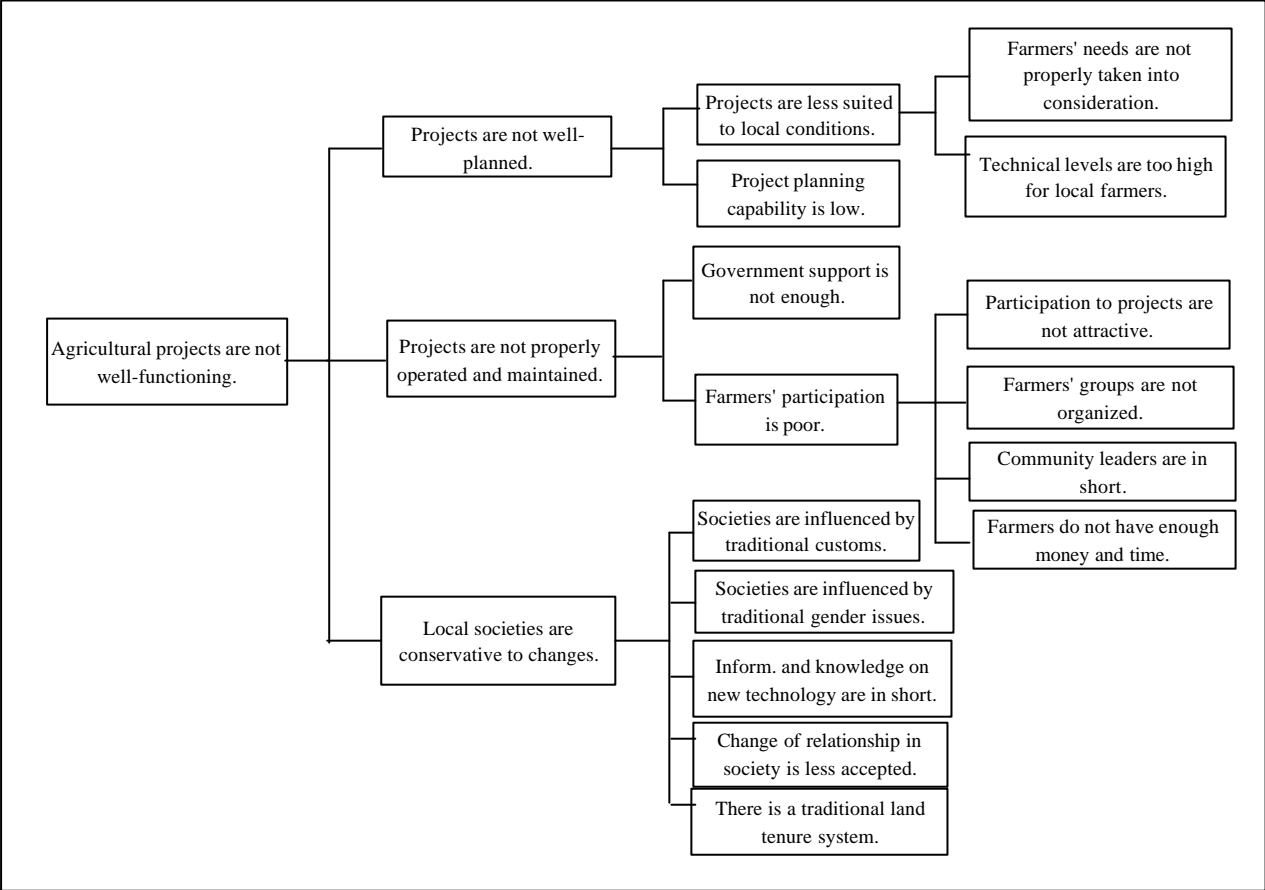 Agricultural projects are not
well-functioning.
Projects are not well-
planned.
Projects are less suited
to local conditions.
Farmers' needs are not
properly taken into
consideration.
Technical levels are too high
for local farmers.
Project planning
capability is low.
Projects are not properly
operated and maintained.
Government support is
not enough.
Farmers' participation
is poor.
Participation to projects are
not attractive.
Farmers' groups are not
organized.
Community leaders are in
short.
Farmers do not have enough
money and time.
Local societies are
conservative to changes.
Societies are influenced by
traditional customs.
Societies are influenced by
traditional gender issues.
Inform. and knowledge on
new technology are in short.
Change of relationship in
society is less accepted.
There is a traditional land
tenure system.